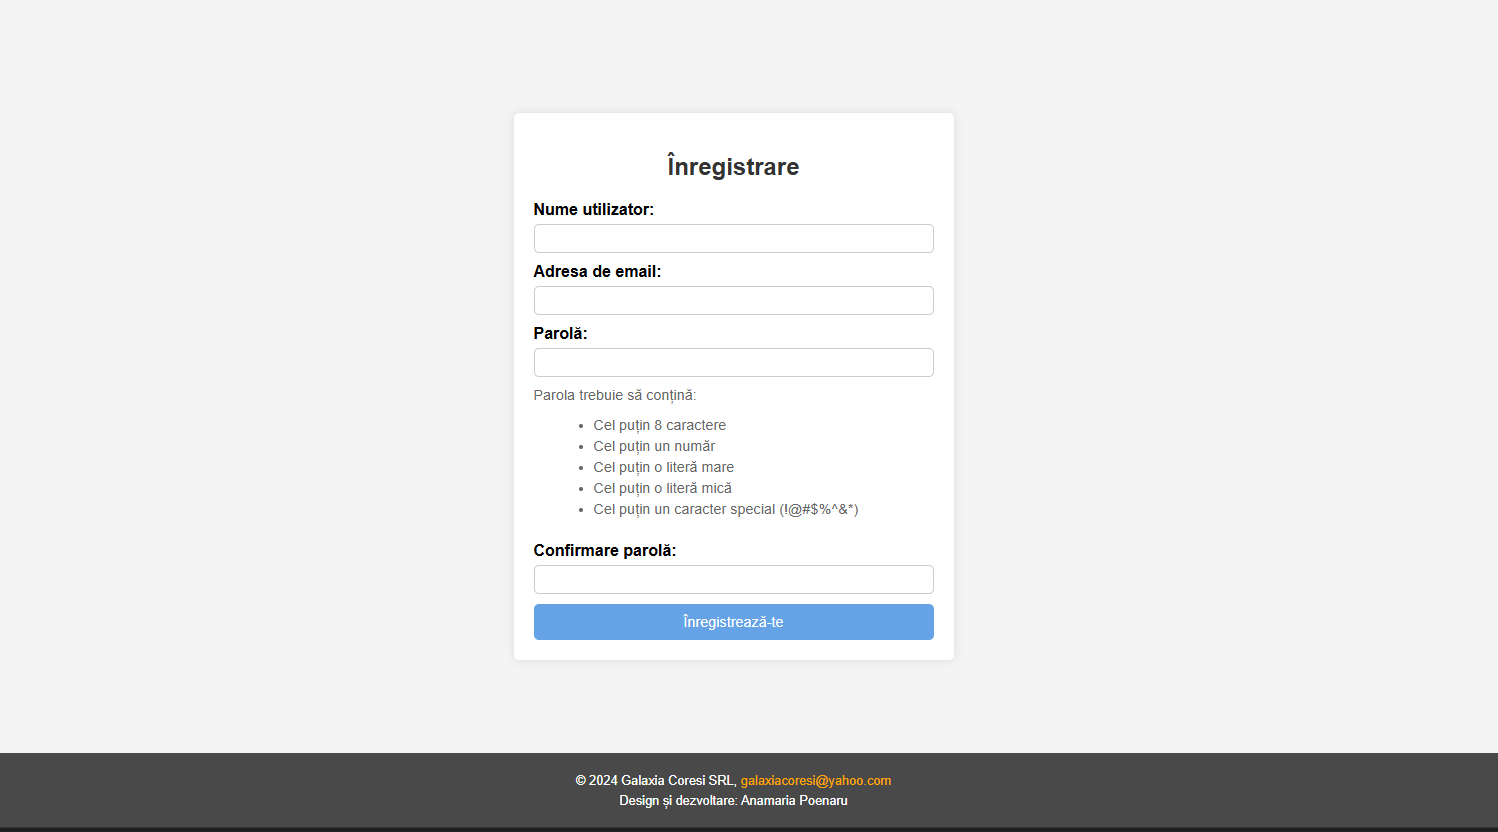 Înregistrare
Nume utilizator:
Adresa de email:
Parolă:
Parola trebuie să conțină:
Cel puțin 8 caractere
Cel puțin un număr
Cel puțin o literă mare
Cel puțin o literă mică
Cel puțin un caracter special (!@#$%^&*)
Confirmare parolă:
Înregistrează-te
© 2024 Galaxia Coresi SRL, galaxiacoresi@yahoo.com
Design și dezvoltare: Anamaria Poenaru